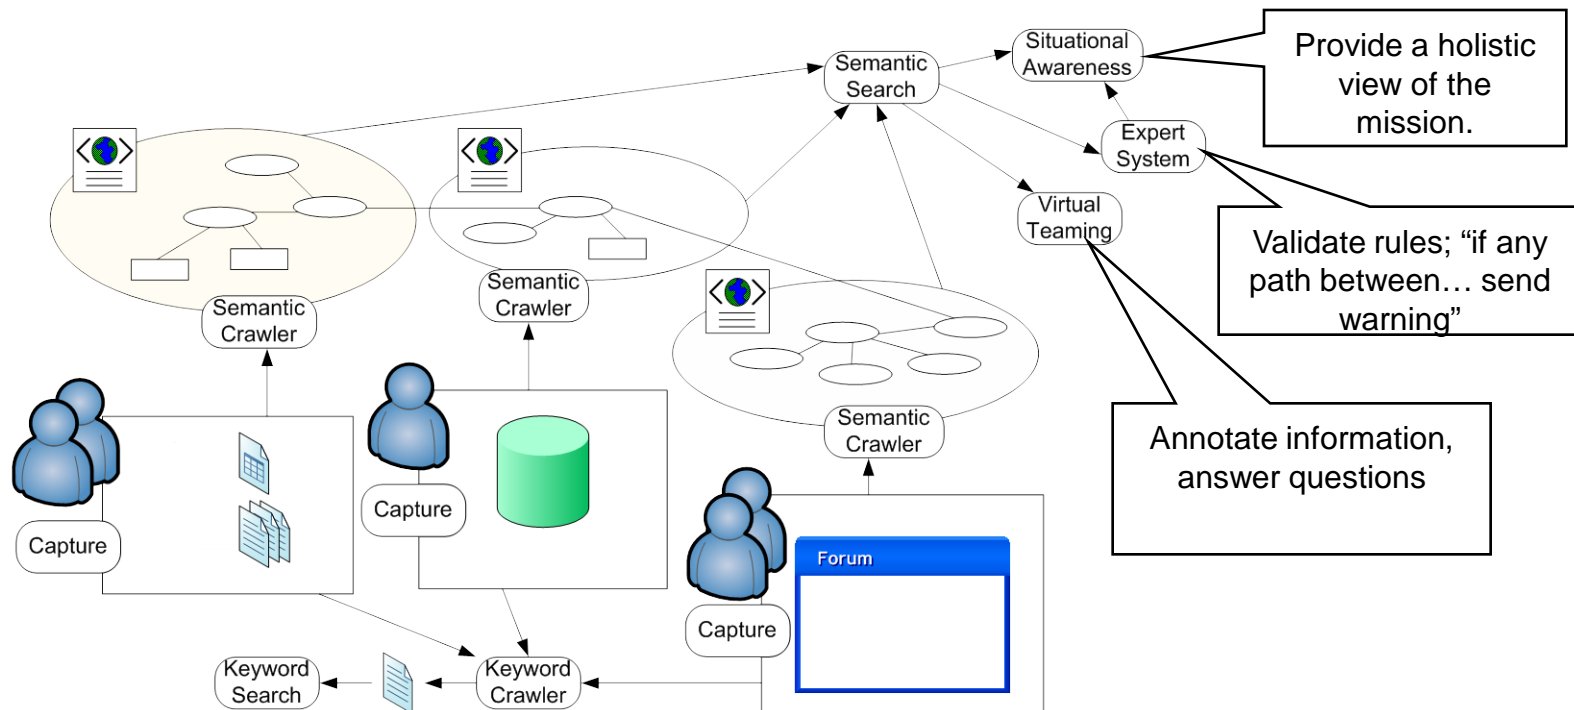 Situational
Awareness
Provide a holistic
view of the
mission.
Semantic
Search
Expert
System
Virtual
Teaming
Validate rules; “if any
path between… send
warning”
Semantic
Crawler
Semantic
Crawler
Semantic
Crawler
Annotate information,
answer questions
Capture
Capture
Forum
Capture
Keyword
Search
Keyword
Crawler